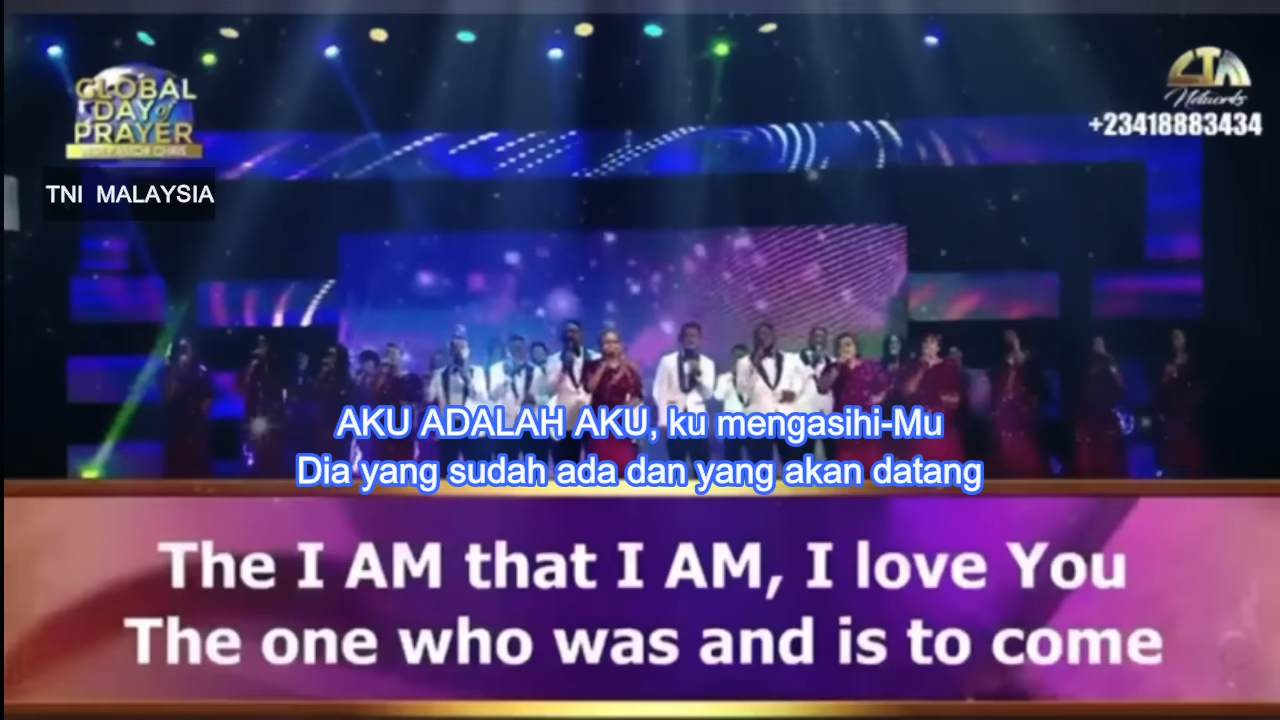 GLOBAL
DAY of
PRAYER
Networks
+23418883434
TNI MALAYSIA
AKU ADALAH AKU, ku mengasihi-Mu
Dia yang sudah ada dan yang akan datang
The I AM that I AM, I love You
The one who was and is to come